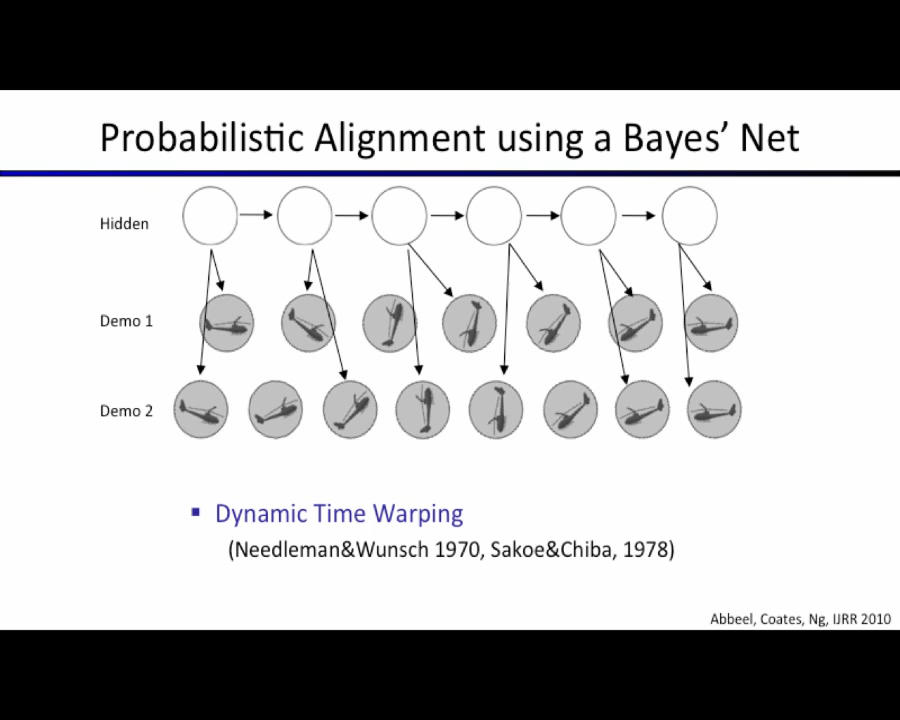 Probabilistic Alignment using a Bayes’ Net
Hidden
Demo 1
Demo 2
▪ Dynamic Time Warping
(Needleman&Wunsch 1970, Sakoe&Chiba, 1978)
Abbeel, Coates, Ng, IJRR 2010